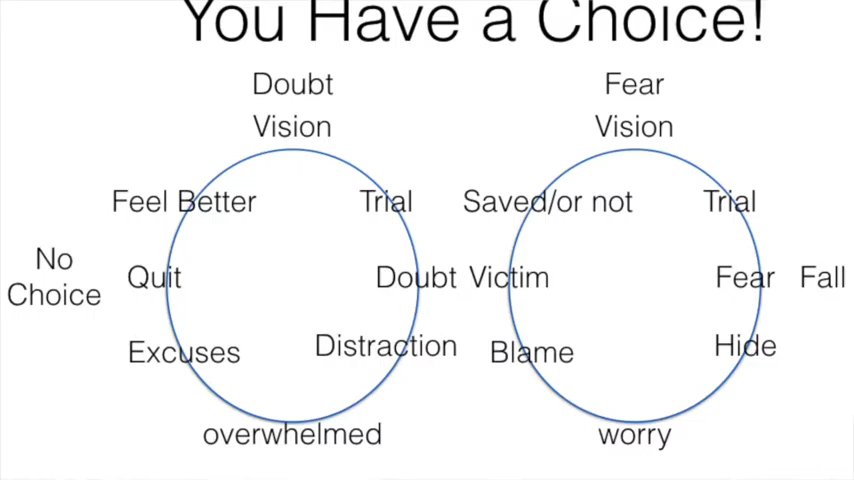 You Have a Choice!
Doubt
Vision
Feel Better
Trial
No
Choice
Quit
Doubt
Excuses
Distraction
overwhelmed
Fear
Vision
Saved/or not
Trial
Victim
Fear
Fall
Blame
Hide
worry